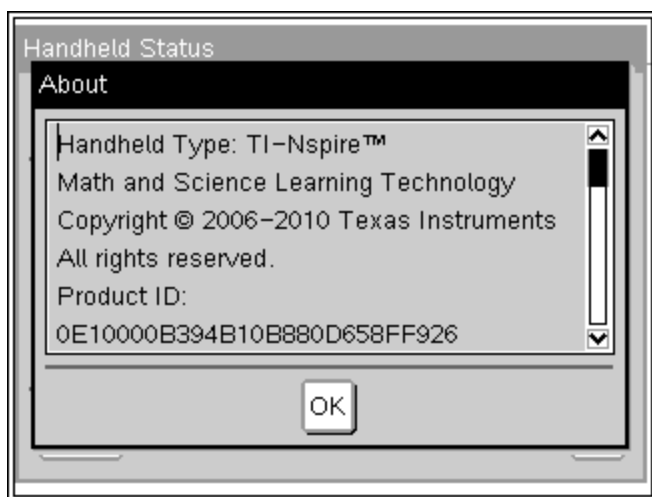 Handheld Status
About
Handheld Type: TI-Nspire™
Math and Science Learning Technology
Copyright © 2006-2010 Texas Instruments
All rights reserved.
Product ID:
0E10000B394B10B880D658FF926
OK